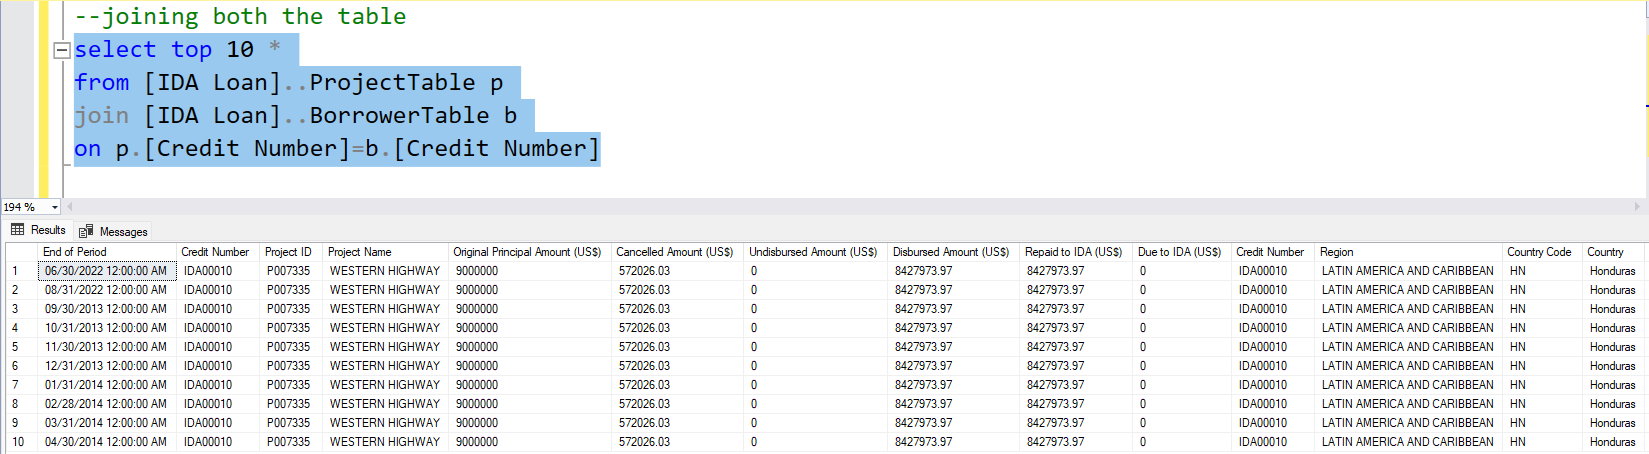 --joining both the table
select top 10 *
from [IDA Loan]..ProjectTable p
join [IDA Loan]..BorrowerTable b
on p.[Credit Number]=b.[Credit Number]
194 %
Results Messages
End of Period Credit Number Project ID Project Name Original Principal Amount (US$) Cancelled Amount (US$) Undisbursed Amount (US$) Disbursed Amount (US$) Repaid to IDA (US$) Due to IDA (US$) Credit Number Region Country Code Country
1 06/30/2022 12:00:00 AM IDA00010 P007335 WESTERN HIGHWAY 9000000 572026.03 0 8427973.97 8427973.97 0 IDA00010 LATIN AMERICA AND CARIBBEAN HN Honduras
2 08/31/2022 12:00:00 AM IDA00010 P007335 WESTERN HIGHWAY 9000000 572026.03 0 8427973.97 8427973.97 0 IDA00010 LATIN AMERICA AND CARIBBEAN HN Honduras
3 09/30/2013 12:00:00 AM IDA00010 P007335 WESTERN HIGHWAY 9000000 572026.03 0 8427973.97 8427973.97 0 IDA00010 LATIN AMERICA AND CARIBBEAN HN Honduras
4 10/31/2013 12:00:00 AM IDA00010 P007335 WESTERN HIGHWAY 9000000 572026.03 0 8427973.97 8427973.97 0 IDA00010 LATIN AMERICA AND CARIBBEAN HN Honduras
5 11/30/2013 12:00:00 AM IDA00010 P007335 WESTERN HIGHWAY 9000000 572026.03 0 8427973.97 8427973.97 0 IDA00010 LATIN AMERICA AND CARIBBEAN HN Honduras
6 12/31/2013 12:00:00 AM IDA00010 P007335 WESTERN HIGHWAY 9000000 572026.03 0 8427973.97 8427973.97 0 IDA00010 LATIN AMERICA AND CARIBBEAN HN Honduras
7 01/31/2014 12:00:00 AM IDA00010 P007335 WESTERN HIGHWAY 9000000 572026.03 0 8427973.97 8427973.97 0 IDA00010 LATIN AMERICA AND CARIBBEAN HN Honduras
8 02/28/2014 12:00:00 AM IDA00010 P007335 WESTERN HIGHWAY 9000000 572026.03 0 8427973.97 8427973.97 0 IDA00010 LATIN AMERICA AND CARIBBEAN HN Honduras
9 03/31/2014 12:00:00 AM IDA00010 P007335 WESTERN HIGHWAY 9000000 572026.03 0 8427973.97 8427973.97 0 IDA00010 LATIN AMERICA AND CARIBBEAN HN Honduras
10 04/30/2014 12:00:00 AM IDA00010 P007335 WESTERN HIGHWAY 9000000 572026.03 0 8427973.97 8427973.97 0 IDA00010 LATIN AMERICA AND CARIBBEAN HN Honduras